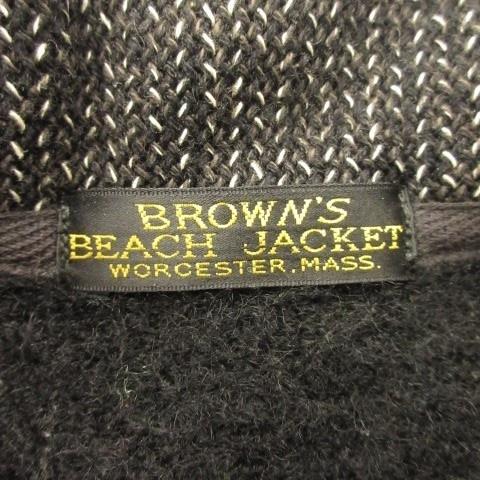 BROWN'S
BEACH JACKET
WORCESTER, MASS.